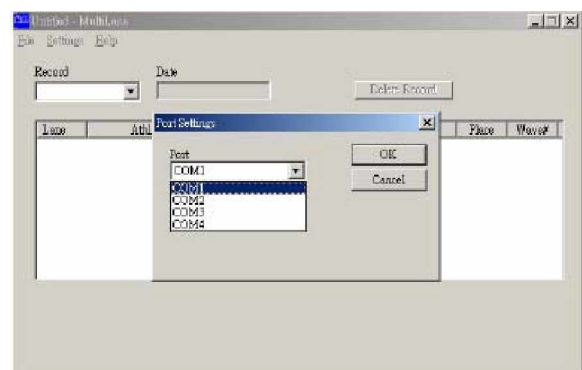 Untitled - MultiLane
File Settings Help
Record Date
Delete Record
Port Settings
Lane Athl Place Wave#
Port
COM1
OK
Cancel
COM1
COM2
COM3
COM4